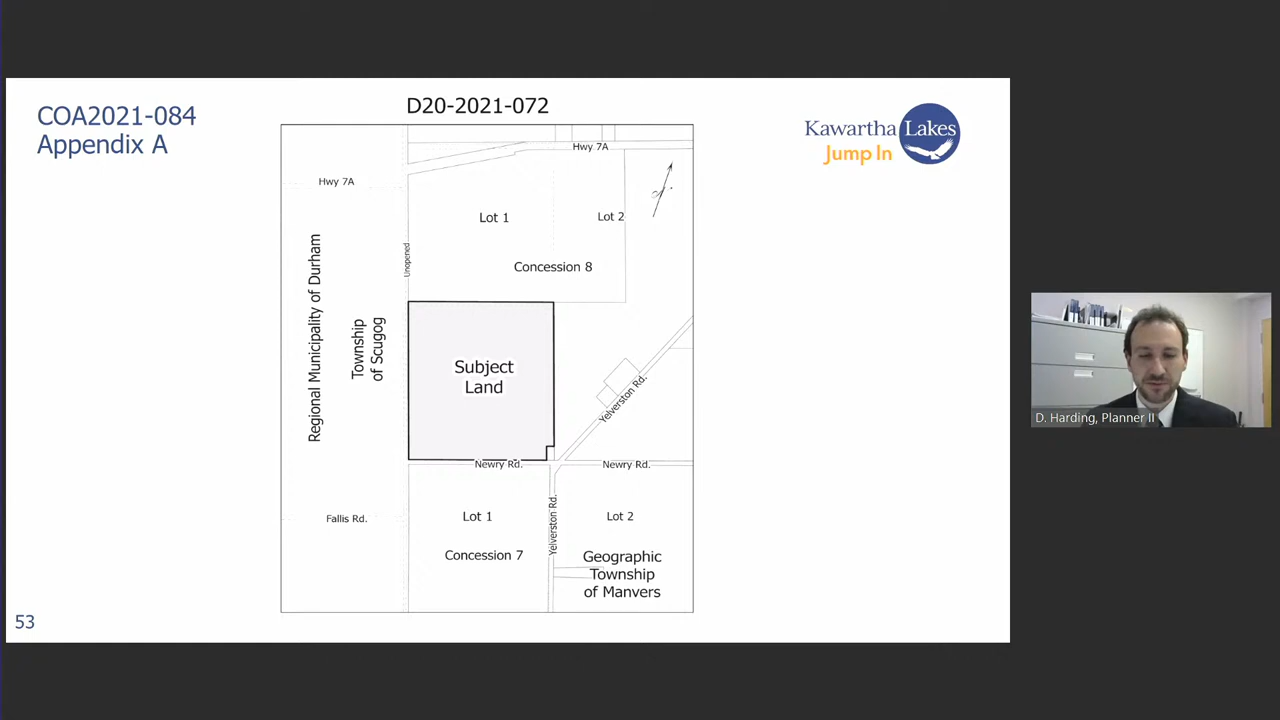 COA2021-084
Appendix A
D20-2021-072
Kawartha Lakes
Jump In
Hwy 7A
Hwy 7A
Lot 1
Lot 2
Unopened
Concession 8
Regional Municipality of Durham
Township
of Scugog
Subject
Land
Yelverston Rd.
Newry Rd.
Newry Rd.
Fallis Rd.
Lot 1
Yelverston Rd.
Lot 2
Concession 7
Geographic
Township
of Manvers
53
D. Harding, Planner II